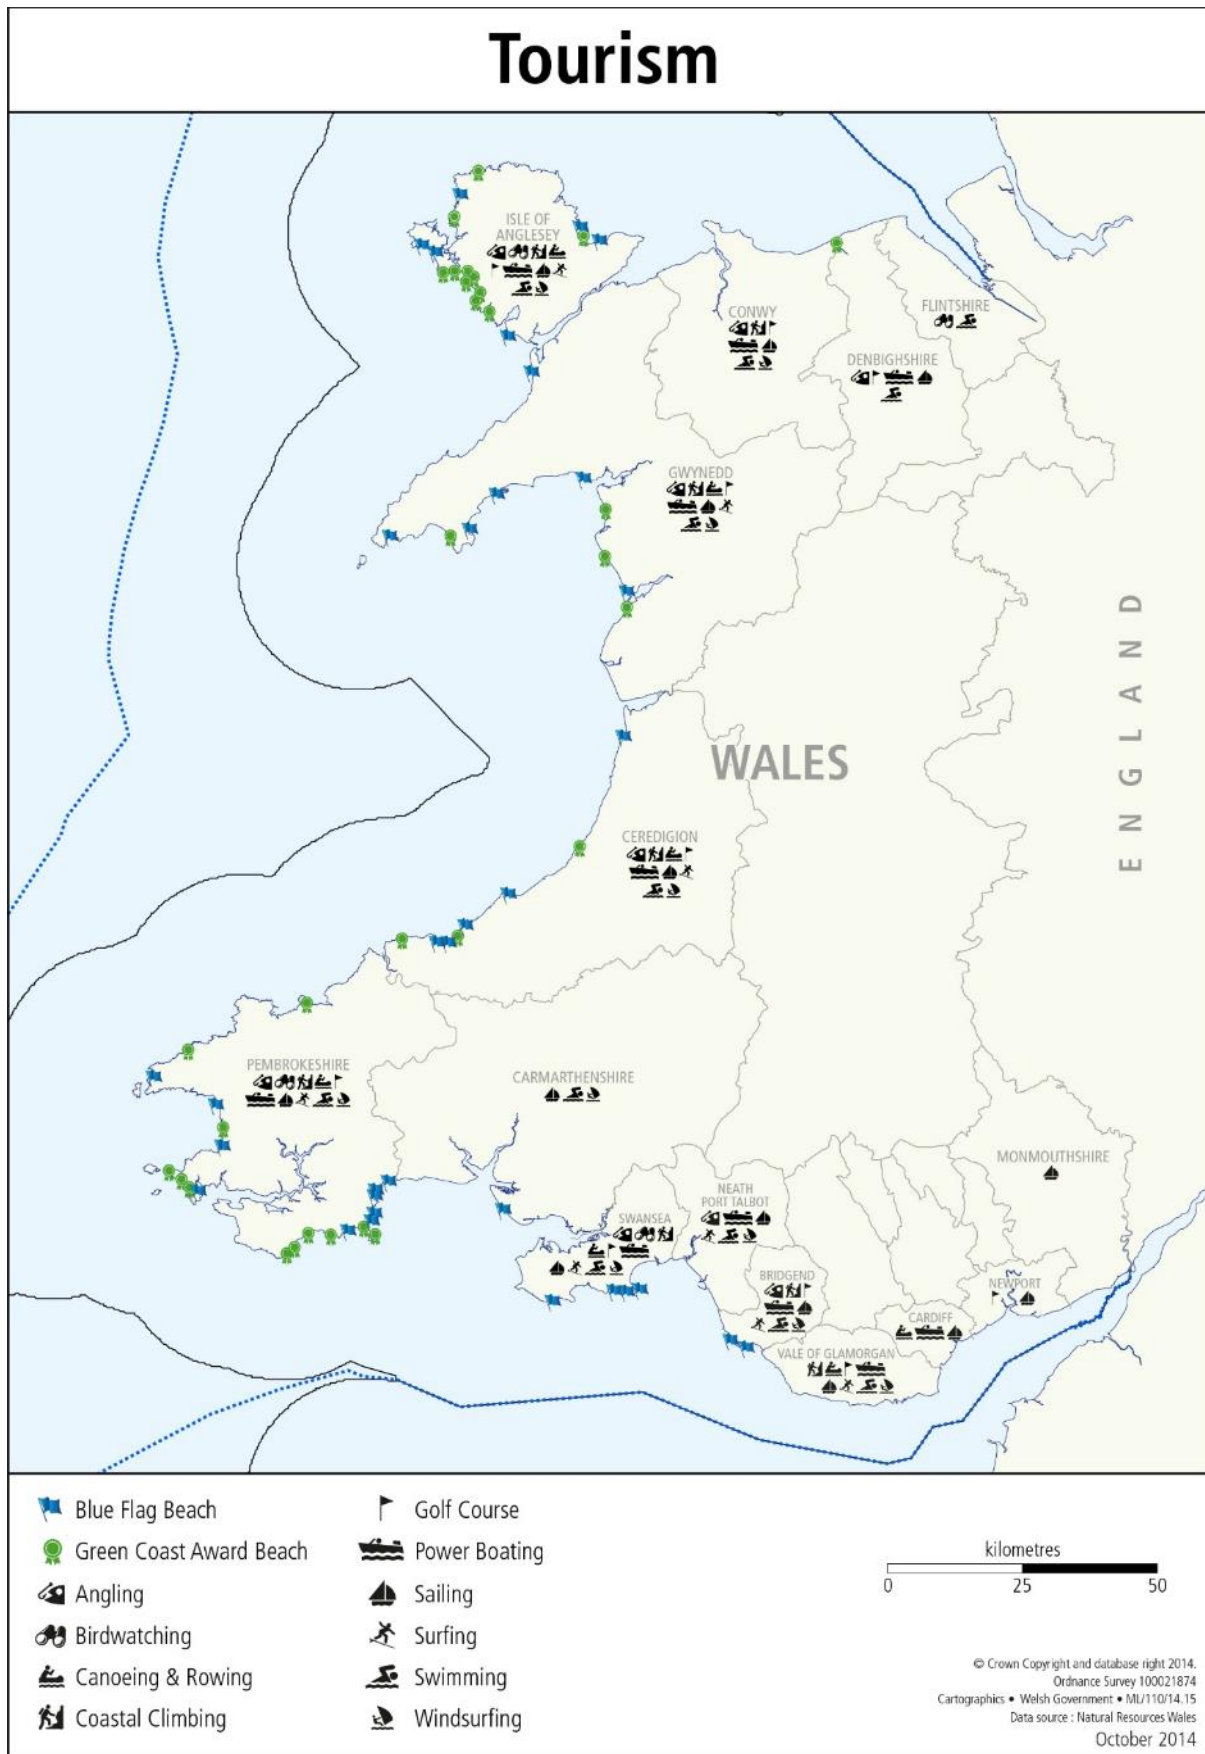 Tourism
ISLE OF
ANGLESEY
CONWY
FLINTSHIRE
DENBIGHSHIRE
GWYNEDD
ENGLAND
WALES
CEREDIGION
PEMBROKESHIRE
CARMARTHENSHIRE
MONMOUTHSHIRE
NEATH
PORT TALBOT
SWANSEA
BRIDGEND
NEWPORT
CARDIFF
VALE OF GLAMORGAN
Blue Flag Beach
Green Coast Award Beach
Angling
Birdwatching
Canoeing & Rowing
Coastal Climbing
Golf Course
Power Boating
Sailing
Surfing
Swimming
Windsurfing
kilometres
0 25 50
© Crown Copyright and database right 2014.
Ordnance Survey 100021874
Cartographics • Welsh Government • ML/110/14.15
Data source : Natural Resources Wales
October 2014